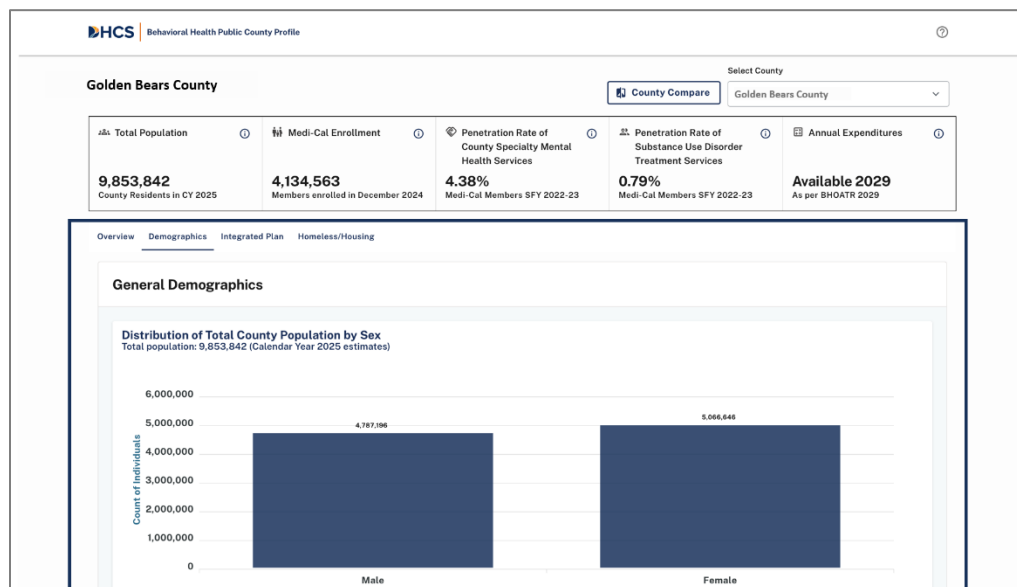 DHCS Behavioral Health Public County Profile
Golden Bears County
Select County
County Compare
Golden Bears County
Total Population
9,853,842
County Residents in CY 2025
Medi-Cal Enrollment
4,134,563
Members enrolled in December 2024
Penetration Rate of
County Specialty Mental
Health Services
4.38%
Medi-Cal Members SFY 2022-23
Penetration Rate of
Substance Use Disorder
Treatment Services
0.79%
Medi-Cal Members SFY 2022-23
Annual Expenditures
Available 2029
As per BHOATR 2029
Overview Demographics Integrated Plan Homeless/Housing
General Demographics
Distribution of Total County Population by Sex
Total population: 9,853,842 (Calendar Year 2025 estimates)
Count of Individuals
6,000,000
5,000,000
4,000,000
3,000,000
2,000,000
1,000,000
0
4,787,196
5,066,646
Male
Female